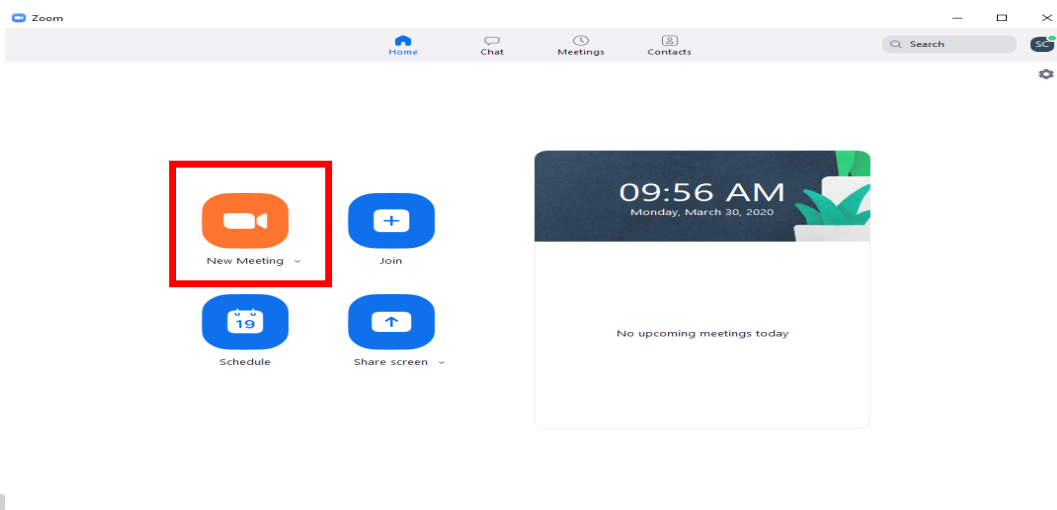 Zoom
Home Chat Meetings Contacts Search SC
09:56 AM
Monday, March 30, 2020
New Meeting Join
19
Schedule Share screen
No upcoming meetings today